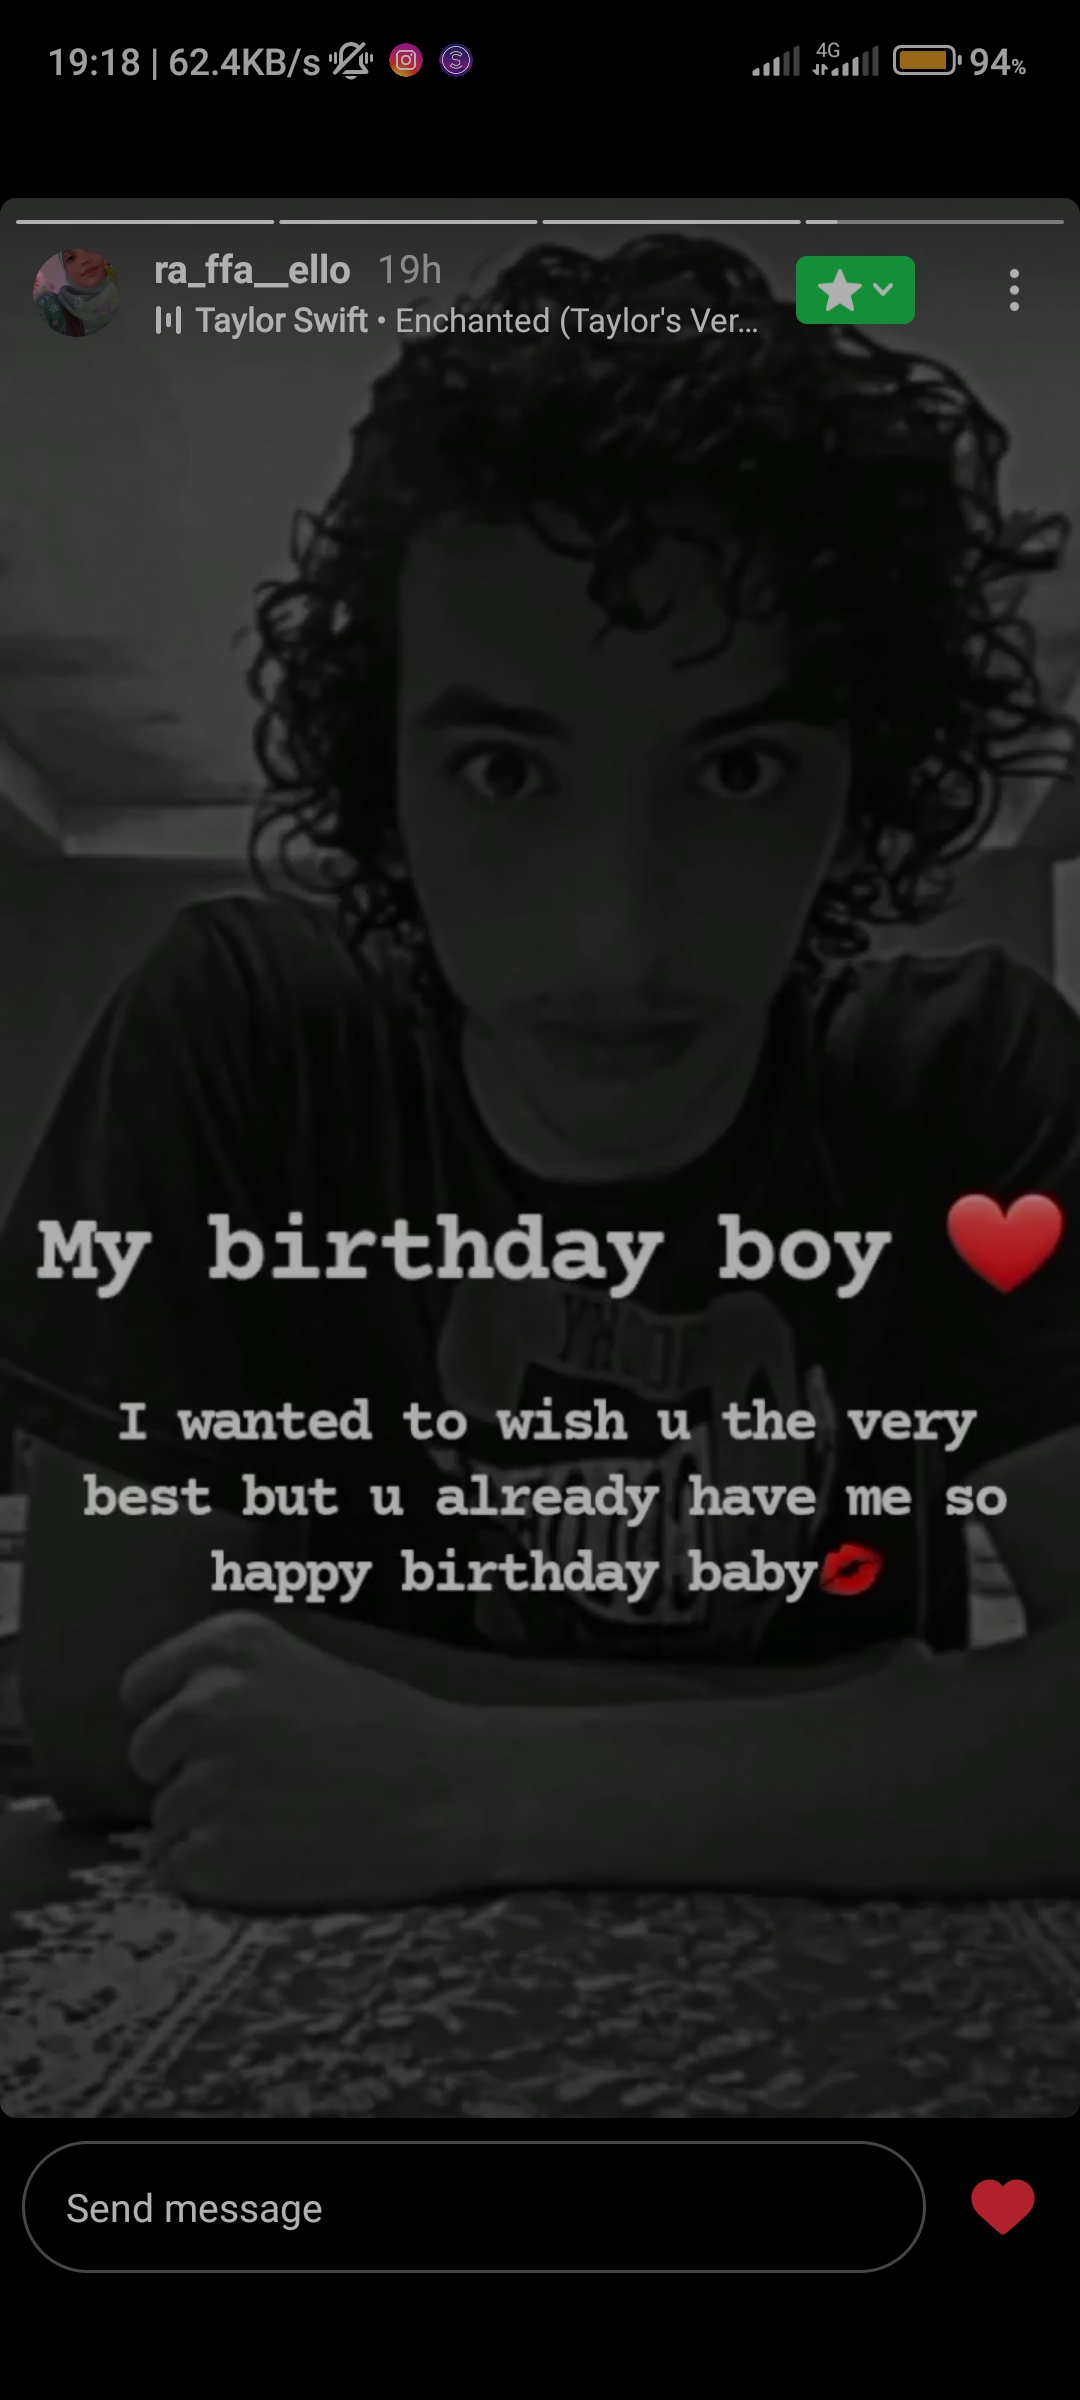 19:18 | 62.4KB/s 4G 94%
ra_ffa__ello 19h
Taylor Swift • Enchanted (Taylor's Ver...
My birthday boy ❤️
I wanted to wish u the very
best but u already have me so
happy birthday baby💋
Send message